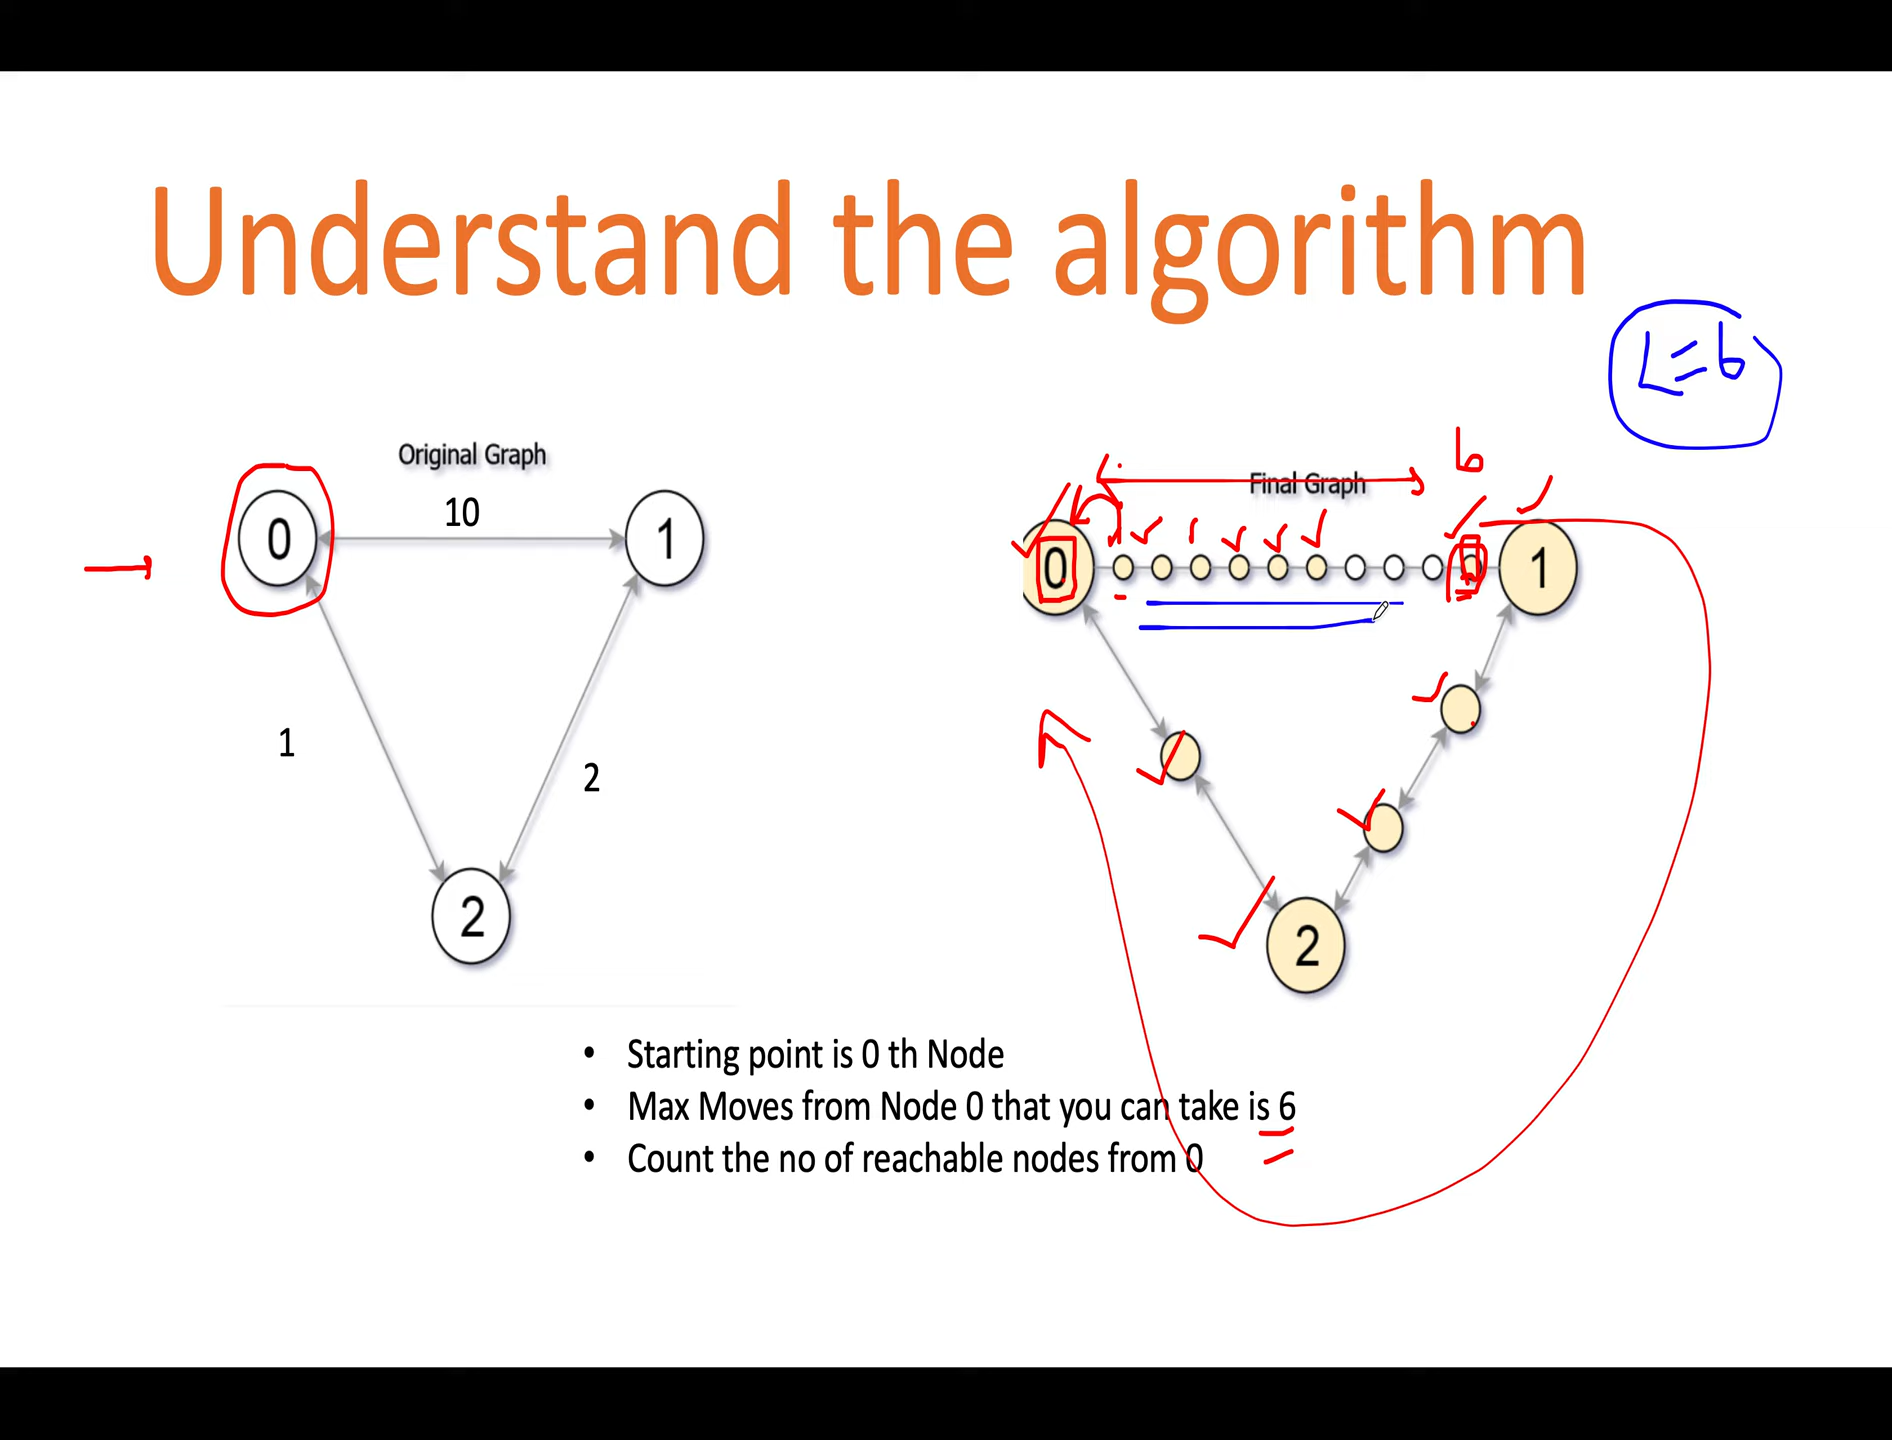 Understand the algorithm
L=6
Original Graph
10
0
1
1
2
2
6
Final Graph
0
1
2
• Starting point is 0 th Node
• Max Moves from Node 0 that you can take is 6
• Count the no of reachable nodes from 0